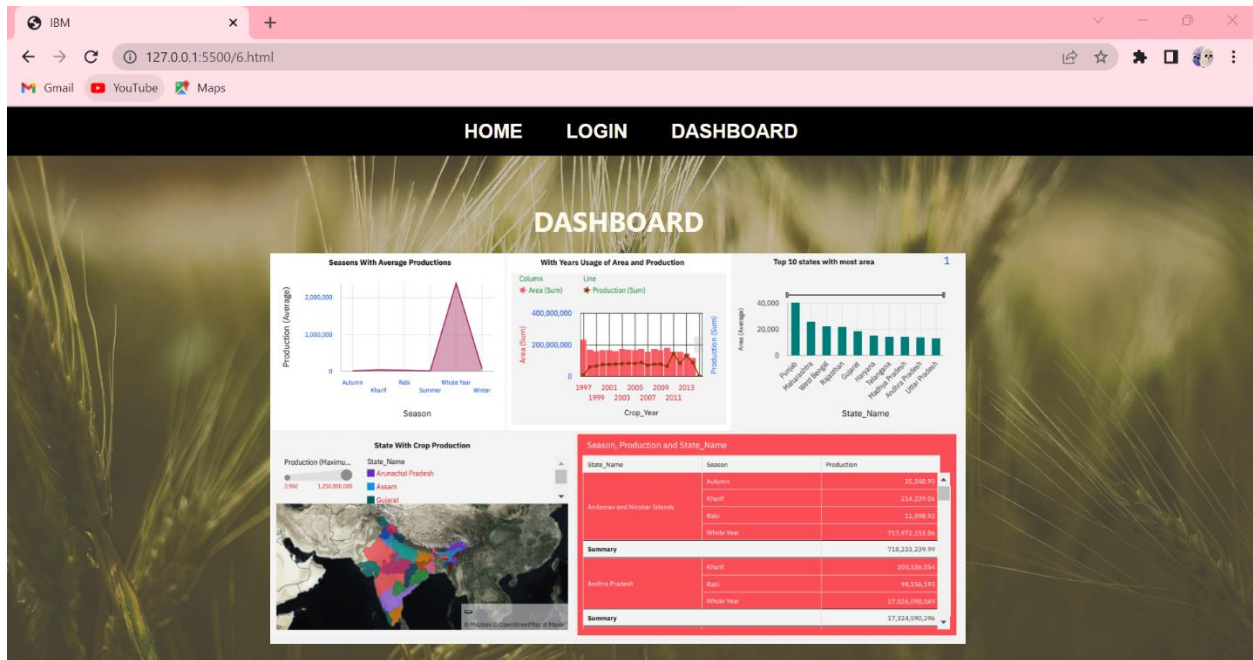 IBM
127.0.0.1:5500/6.html
Gmail YouTube Maps
HOME LOGIN DASHBOARD
DASHBOARD
Seasens With Average Productions
Production (Average)
2,000,000
1,000,000
0
Autumn Rabi Whole Year
Kharif Summer Winter
Season
With Years Usage of Area and Production
Column Line
Area (Sum) Production (Sum)
Area (Sum)
400,000,000
200,000,000
0
Production (Sum)
1997 2001 2005 2009 2013
1999 2003 2007 2011
Crop_Year
Top 10 states with most area 1
Area (Average)
40,000
20,000
0
Punjab Maharashtra West Bengal Rajasthan Gujarat Haryana Telangana Madhya Pradesh Andhra Pradesh Uttar Pradesh
State_Name
State With Crop Production
Production (Maximu... State_Name
Arunachal Pradesh
3,960 Assam
Gujarat
© Mapbox © OpenStreetMap © Maxar
Season, Production and State_Name
State_Name Season Production
Autumn 25,248.95
Kharif 214,239.06
Andaman and Nicobar Islands
Rabi 11,598.92
Whole Year 717,972,153.06
Summary 718,223,239.99
Kharif 200,336,054
Andhra Pradesh Rabi 98,156,193
Whole Year 17,026,098,049
Summary 17,324,590,296